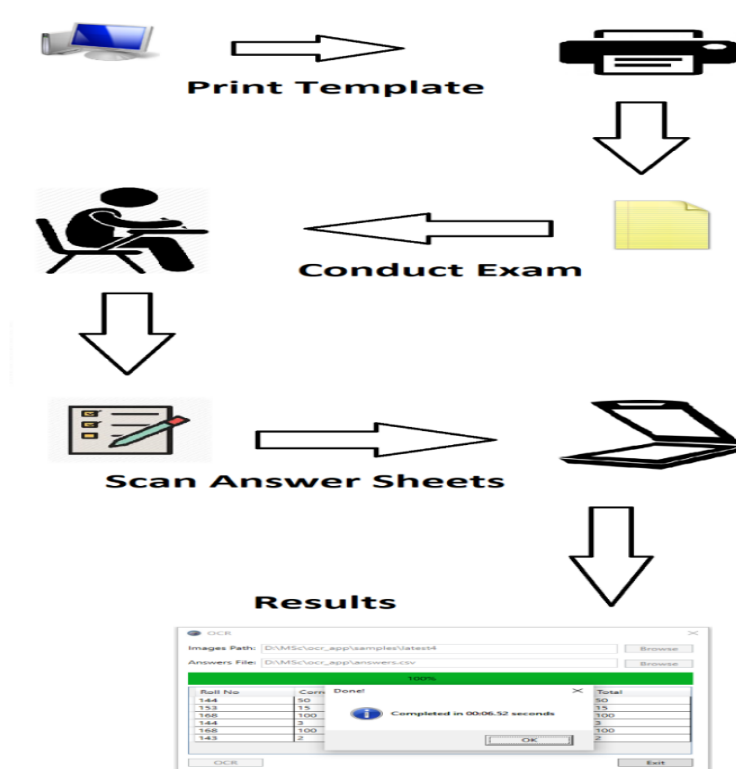 Print Template
Conduct Exam
Scan Answer Sheets
Results
OCR
Images Path: D:\MSc\ocr_app\samples\latest4 Browse
Answers File: D:\MSc\ocr_app\answers.csv Browse
100%
Roll No Corr Done! Total
144 50 50
153 15 15
168 100 Completed in 00:06.52 seconds 100
144 3 3
168 100 OK 100
143 2 2
OCR Exit